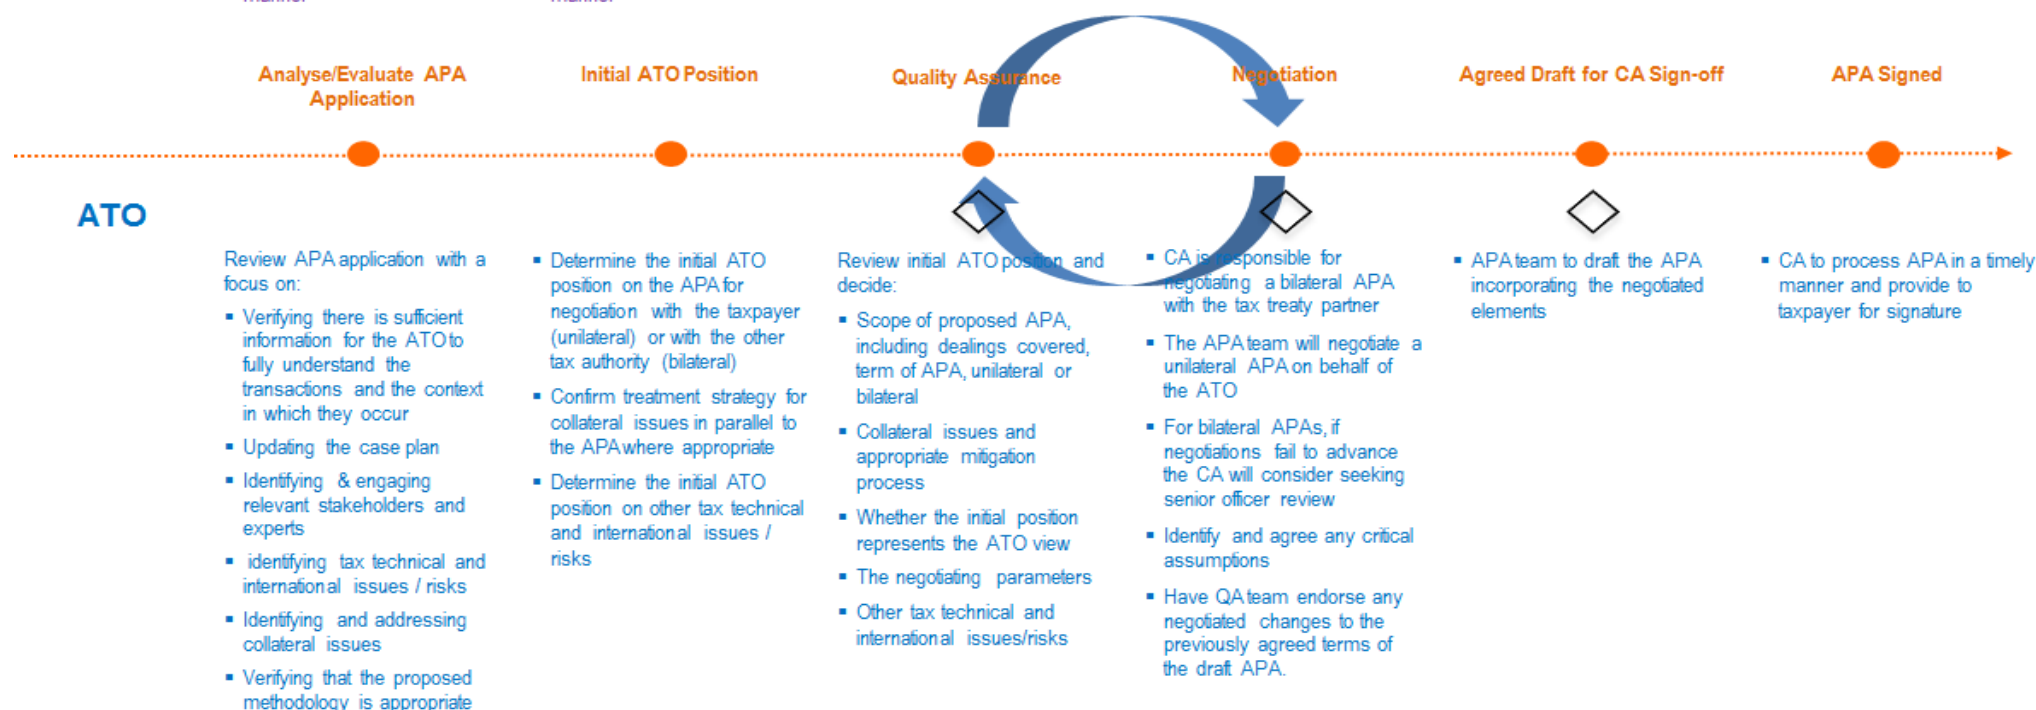 Analyse/Evaluate APA
Application
Initial ATO Position
Quality Assurance
Negotiation
Agreed Draft for CA Sign-off
APA Signed
ATO
Review APA application with a
focus on:
▪ Verifying there is sufficient
information for the ATO to
fully understand the
transactions and the context
in which they occur
▪ Updating the case plan
▪ Identifying & engaging
relevant stakeholders and
experts
▪ identifying tax technical and
international issues / risks
▪ Identifying and addressing
collateral issues
▪ Verifying that the proposed
methodology is appropriate
▪ Determine the initial ATO
position on the APA for
negotiation with the taxpayer
(unilateral) or with the other
tax authority (bilateral)
▪ Confirm treatment strategy for
collateral issues in parallel to
the APA where appropriate
▪ Determine the initial ATO
position on other tax technical
and international issues /
risks
Review initial ATO position and
decide:
▪ Scope of proposed APA,
including dealings covered,
term of APA, unilateral or
bilateral
▪ Collateral issues and
appropriate mitigation
process
▪ Whether the initial position
represents the ATO view
▪ The negotiating parameters
▪ Other tax technical and
international issues/risks
▪ CA is responsible for
negotiating a bilateral APA
with the tax treaty partner
▪ The APA team will negotiate a
unilateral APA on behalf of
the ATO
▪ For bilateral APAs, if
negotiations fail to advance
the CA will consider seeking
senior officer review
▪ Identify and agree any critical
assumptions
▪ Have QA team endorse any
negotiated changes to the
previously agreed terms of
the draft APA.
▪ APA team to draft the APA
incorporating the negotiated
elements
▪ CA to process APA in a timely
manner and provide to
taxpayer for signature